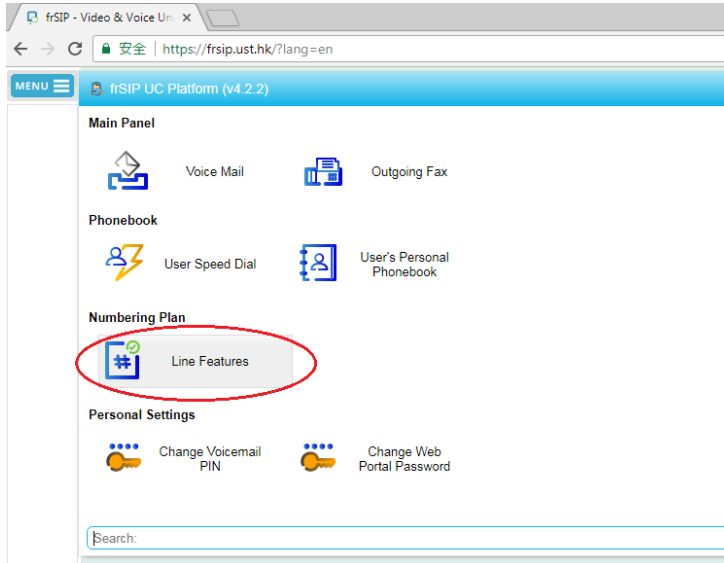 frSIP - Video & Voice Un
安全 | https://frsip.ust.hk/?lang=en
MENU
frSIP UC Platform (v4.2.2)
Main Panel
Voice Mail
Outgoing Fax
Phonebook
User Speed Dial
User's Personal
Phonebook
Numbering Plan
Line Features
Personal Settings
Change Voicemail
PIN
Change Web
Portal Password
Search: